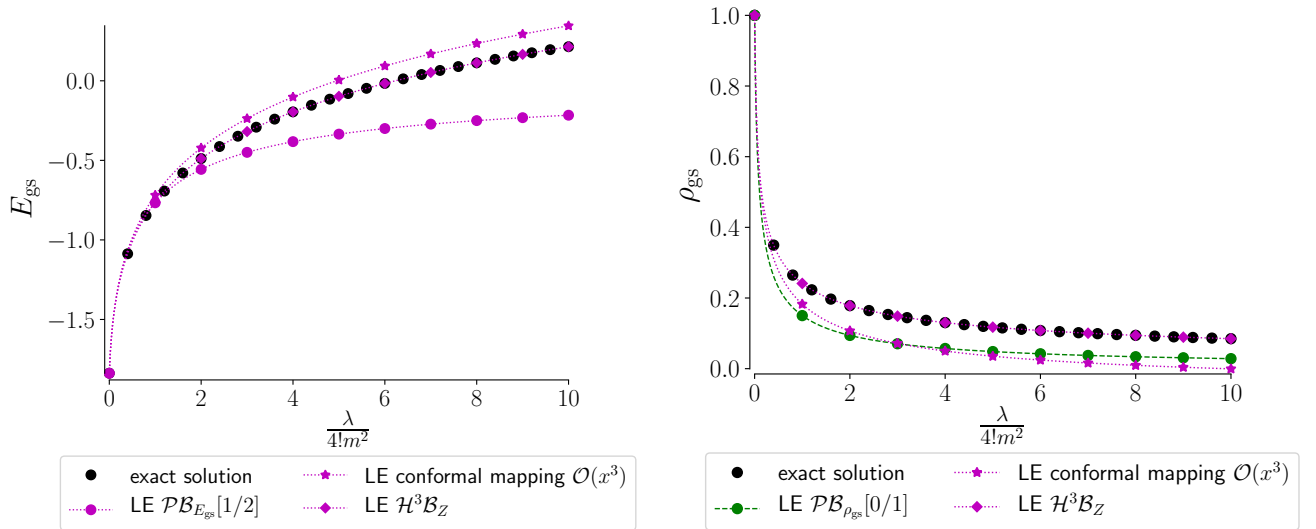 0.0
−0.5
−1.0
−1.5
E_gs
0 2 4 6 8 10
λ/4!m²
exact solution
LE 𝒫ℬ_{E_gs}[1/2]
LE conformal mapping 𝒪(x³)
LE ℋ³ℬ_Z
1.0
0.8
0.6
0.4
0.2
0.0
ρ_gs
0 2 4 6 8 10
λ/4!m²
exact solution
LE 𝒫ℬ_{ρ_gs}[0/1]
LE conformal mapping 𝒪(x³)
LE ℋ³ℬ_Z